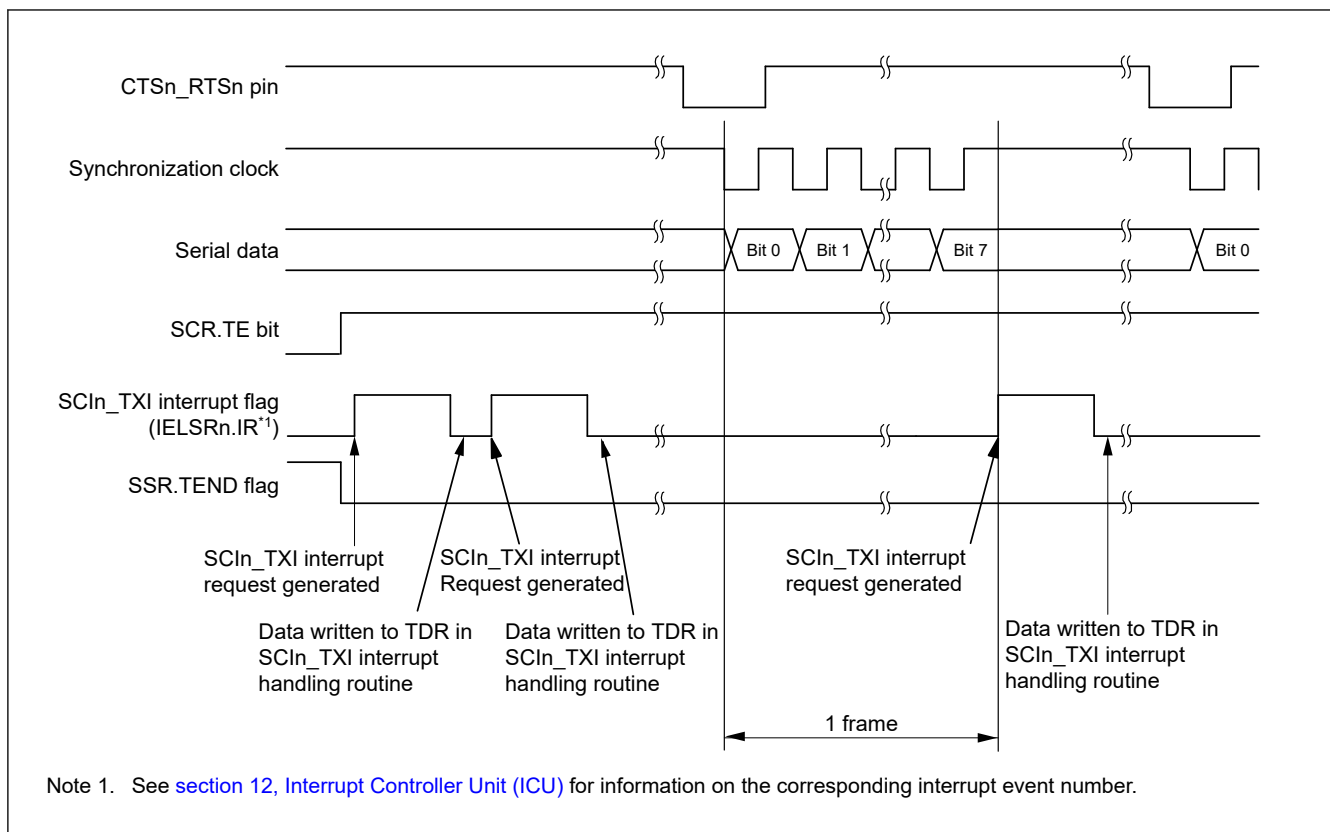 CTSn_RTSn pin
Synchronization clock
Serial data
Bit 0
Bit 1
Bit 7
Bit 0
SCR.TE bit
SCIn_TXI interrupt flag
(IELSRn.IR*1)
SSR.TEND flag
SCIn_TXI interrupt
request generated
SCIn_TXI interrupt
Request generated
SCIn_TXI interrupt
request generated
Data written to TDR in
SCIn_TXI interrupt
handling routine
Data written to TDR in
SCIn_TXI interrupt
handling routine
Data written to TDR in
SCIn_TXI interrupt
handling routine
1 frame
Note 1. See section 12, Interrupt Controller Unit (ICU) for information on the corresponding interrupt event number.